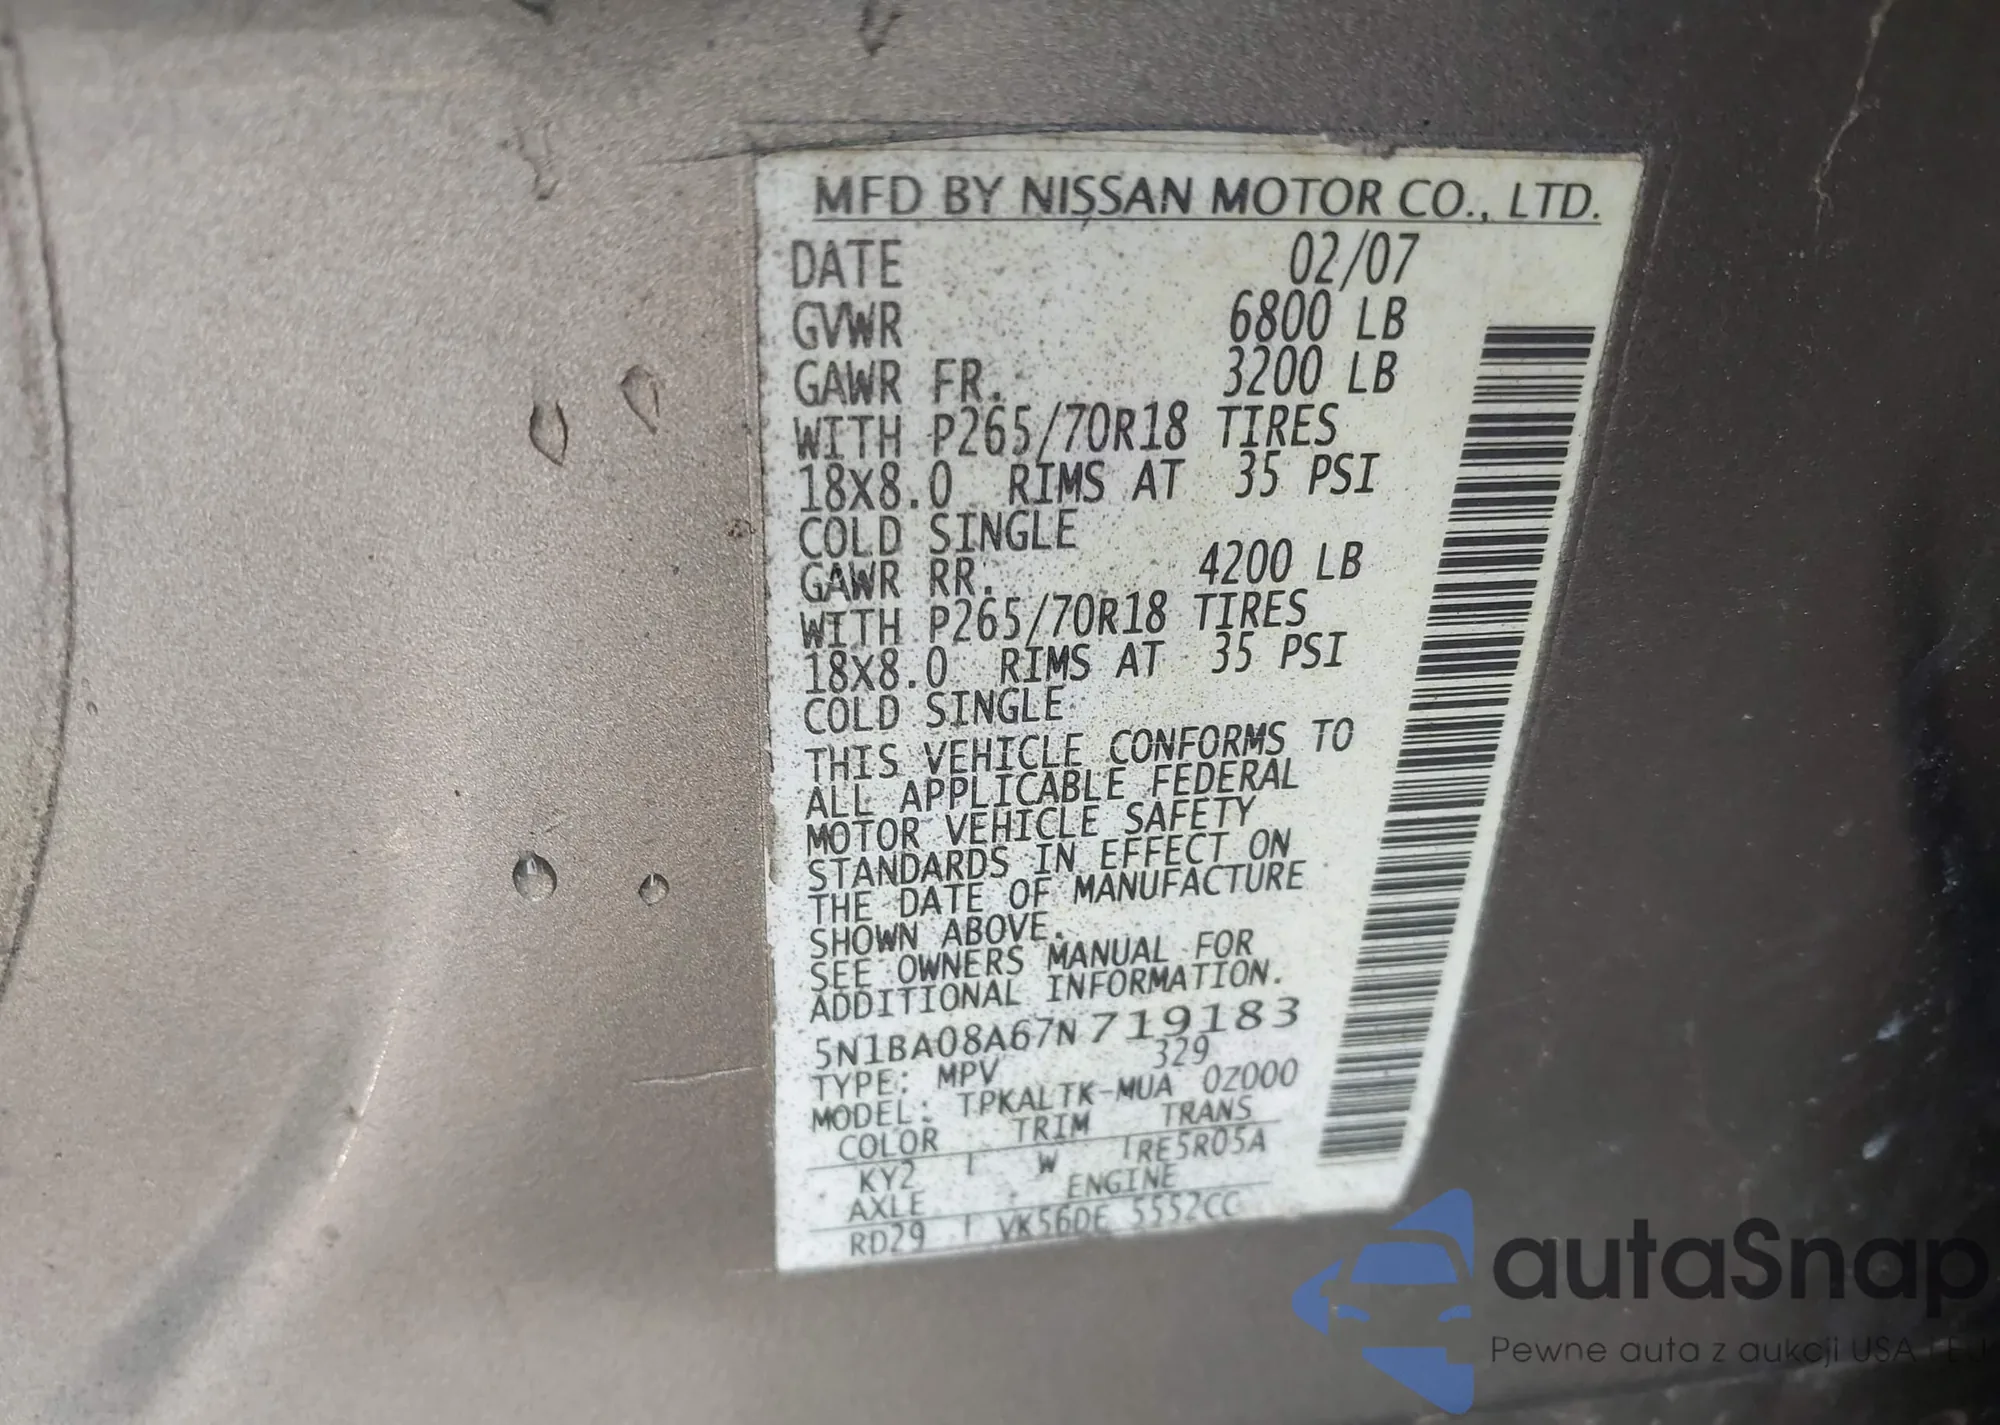 MFD BY NISSAN MOTOR CO., LTD.
DATE 02/07
GVWR 6800 LB
GAWR FR. 3200 LB
WITH P265/70R18 TIRES
18X8.0 RIMS AT 35 PSI
COLD SINGLE
GAWR RR. 4200 LB
WITH P265/70R18 TIRES
18X8.0 RIMS AT 35 PSI
COLD SINGLE
THIS VEHICLE CONFORMS TO
ALL APPLICABLE FEDERAL
MOTOR VEHICLE SAFETY
STANDARDS IN EFFECT ON
THE DATE OF MANUFACTURE
SHOWN ABOVE.
SEE OWNERS MANUAL FOR
ADDITIONAL INFORMATION.
5N1BA08A67N719183
TYPE: MPV 329
MODEL: TPKALTK-MUA 0Z000
COLOR TRIM TRANS
KY2 W RE5R05A
AXLE ENGINE
RD29 VK56DE 5552CC
autaSnap
Pewne auta z aukcji USA I EU